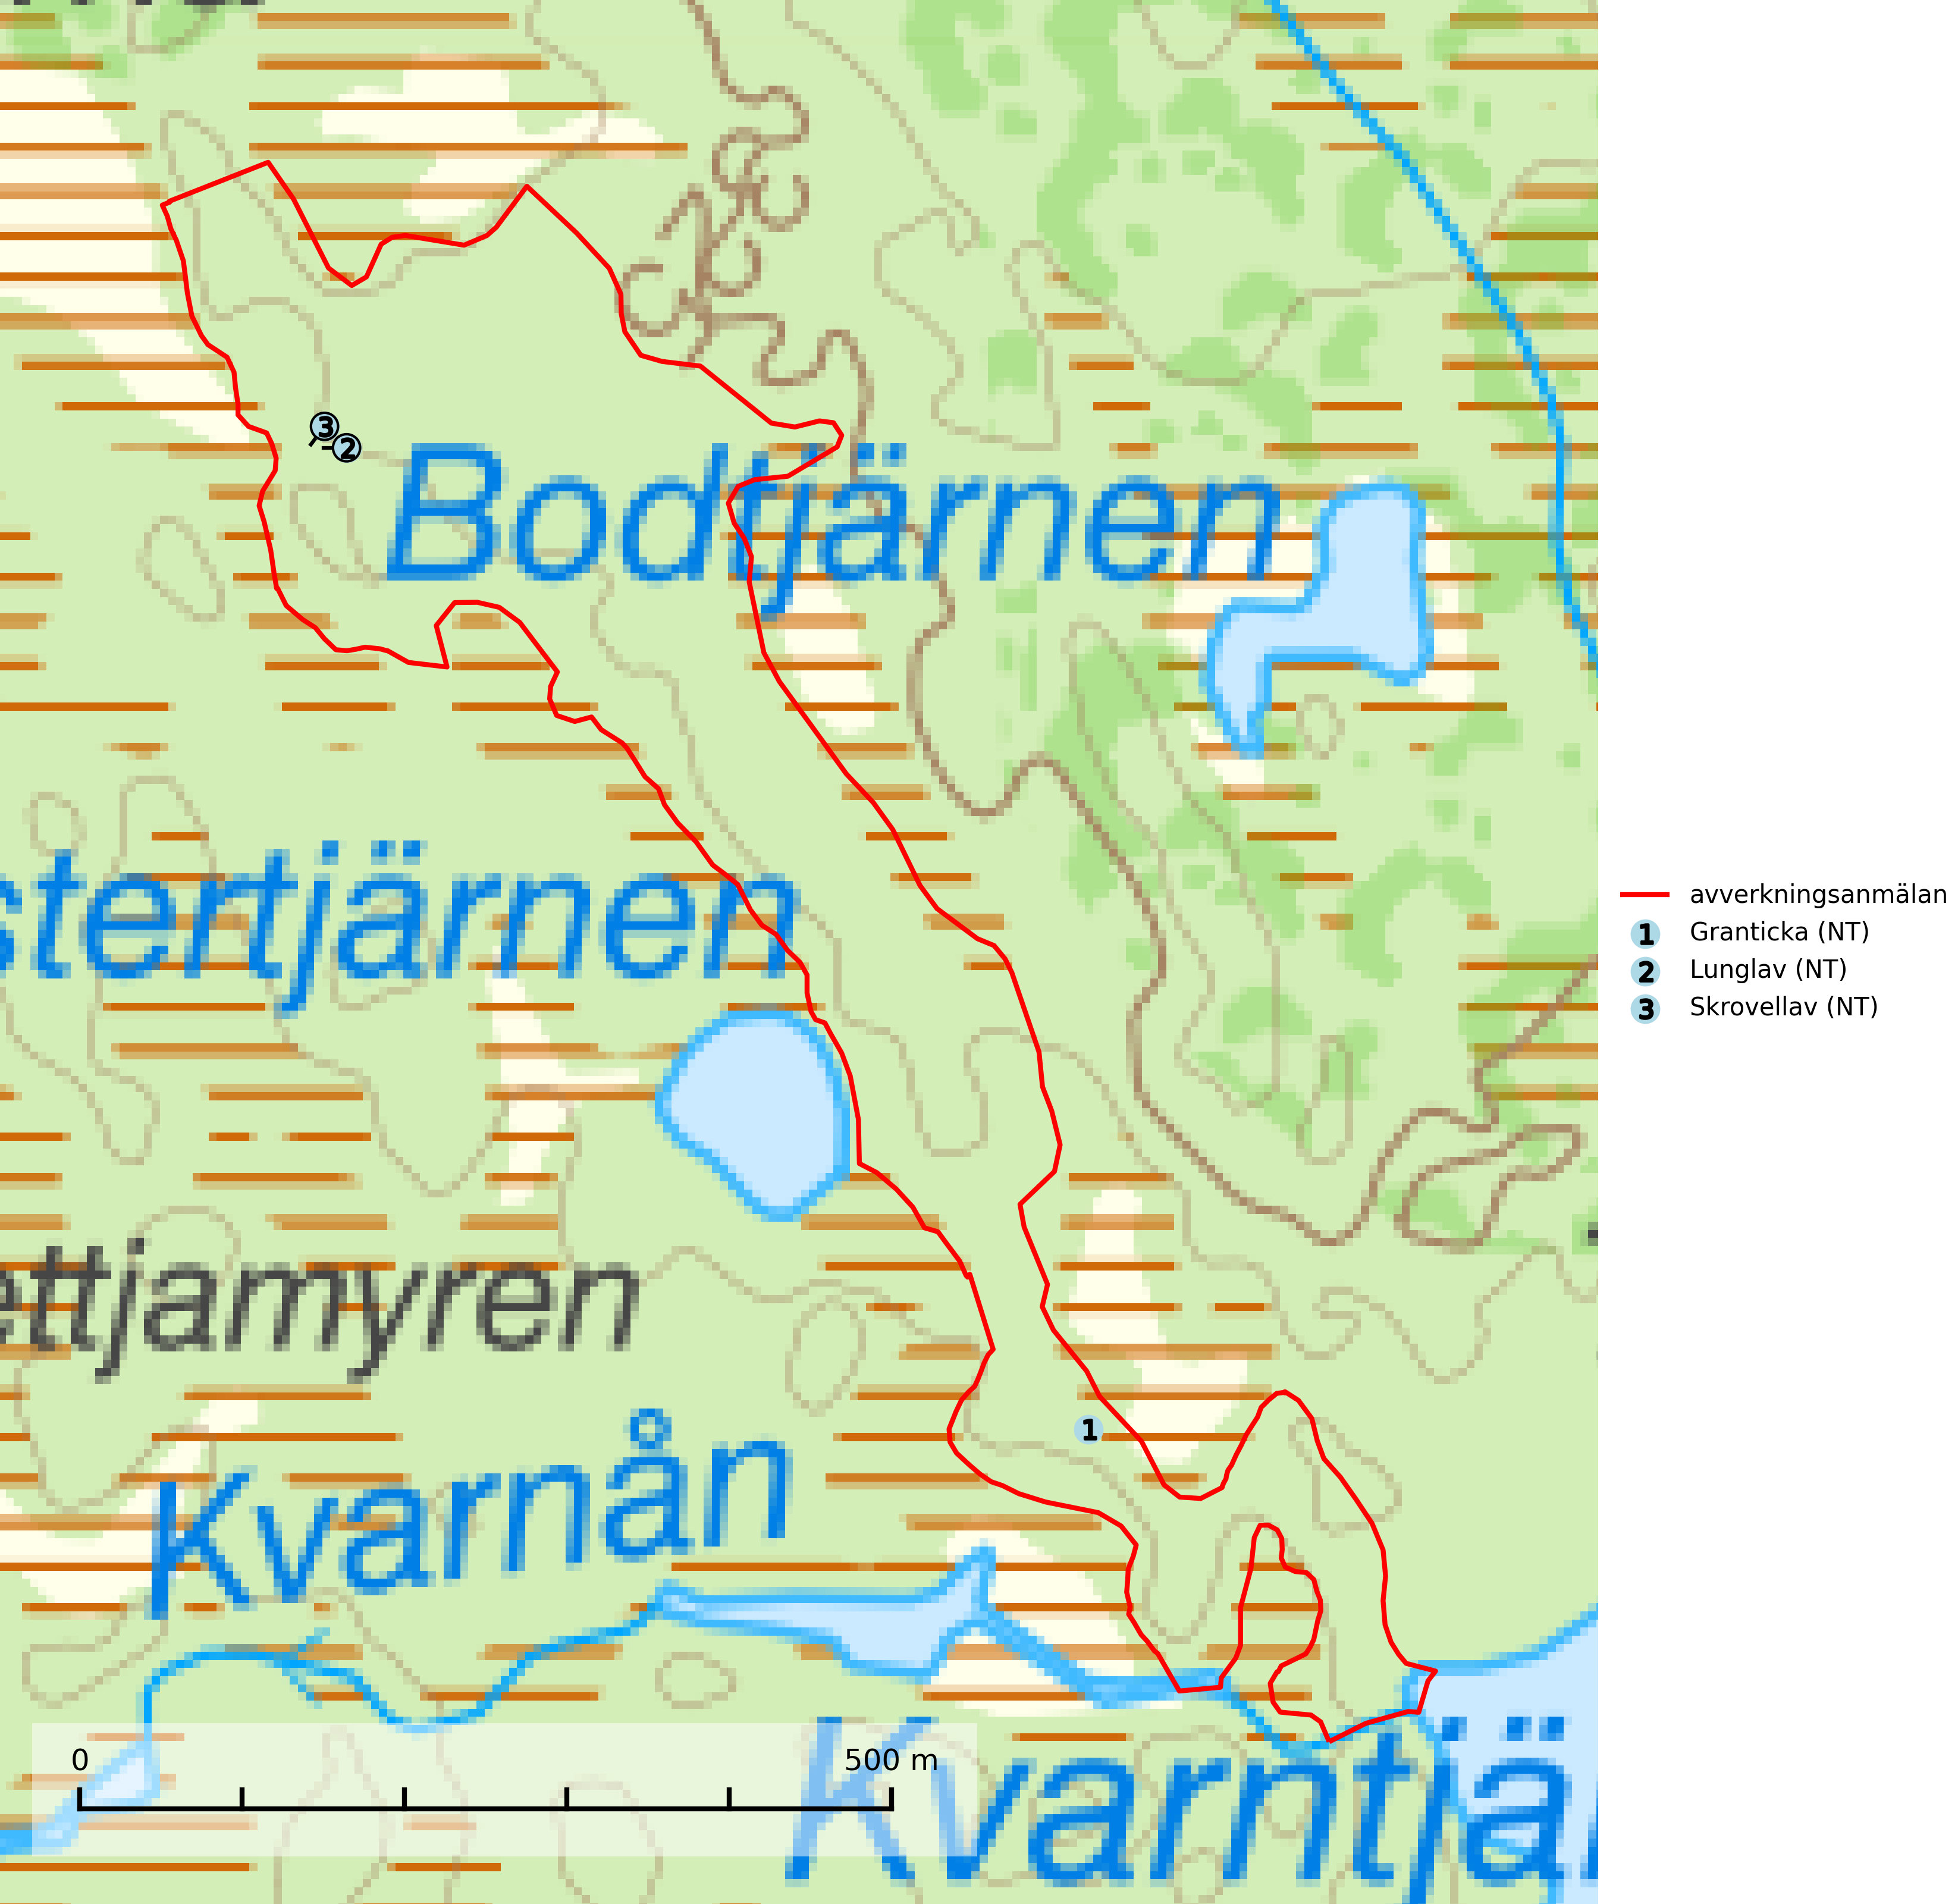 3
2
Bodtjärnen
stertjärnen
avverkningsanmälan
1 Granticka (NT)
2 Lunglav (NT)
3 Skrovellav (NT)
ettjamyren
1
kvarnån
Kvarntjä
0 500 m